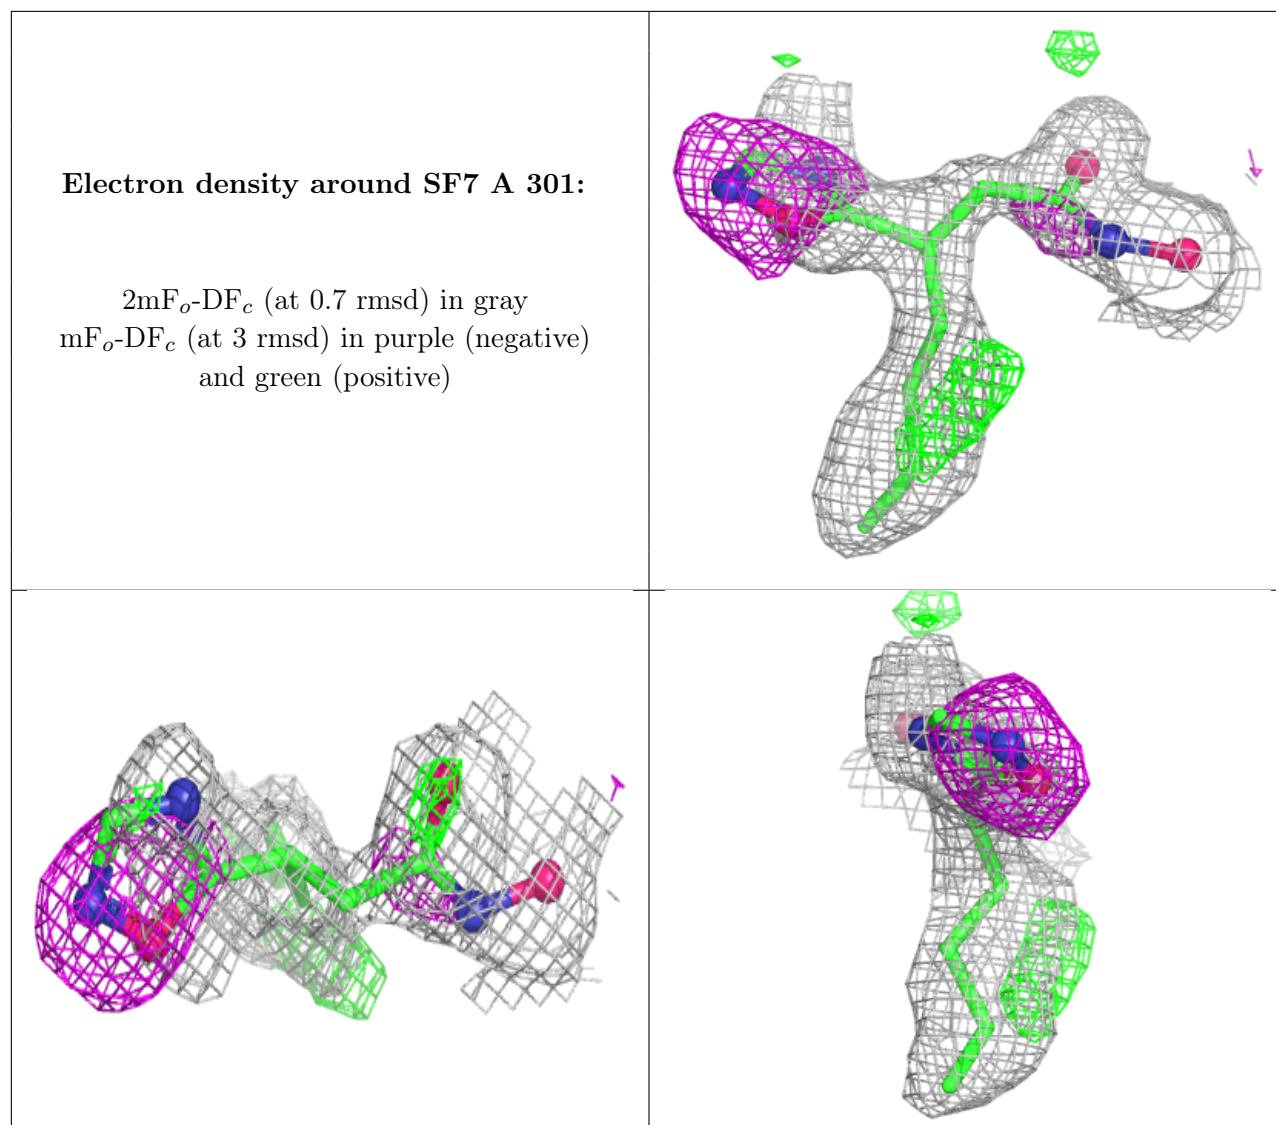 Electron density around SF7 A 301:
2mFo-DFc (at 0.7 rmsd) in gray
mFo-DFc (at 3 rmsd) in purple (negative)
and green (positive)